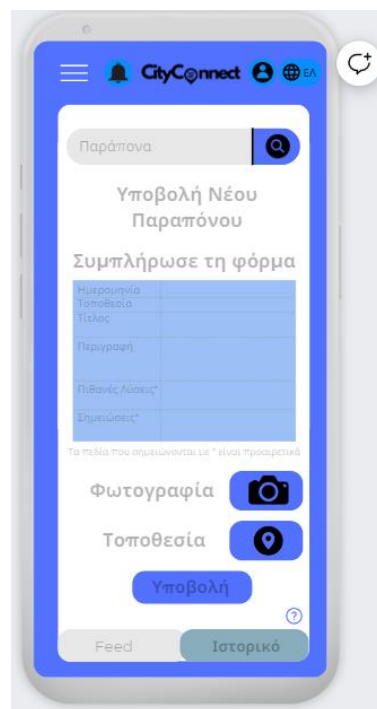 CityConnect ΕΛ
Παράπονα
Υποβολή Νέου
Παραπόνου
Συμπλήρωσε τη φόρμα
Ημερομηνία
Τοποθεσία
Τίτλος
Περιγραφή
Πιθανές Λύσεις*
Σημειώσεις*
Τα πεδία που σημειώνονται με * είναι προαιρετικά
Φωτογραφία
Τοποθεσία
Υποβολή
?
Feed Ιστορικό